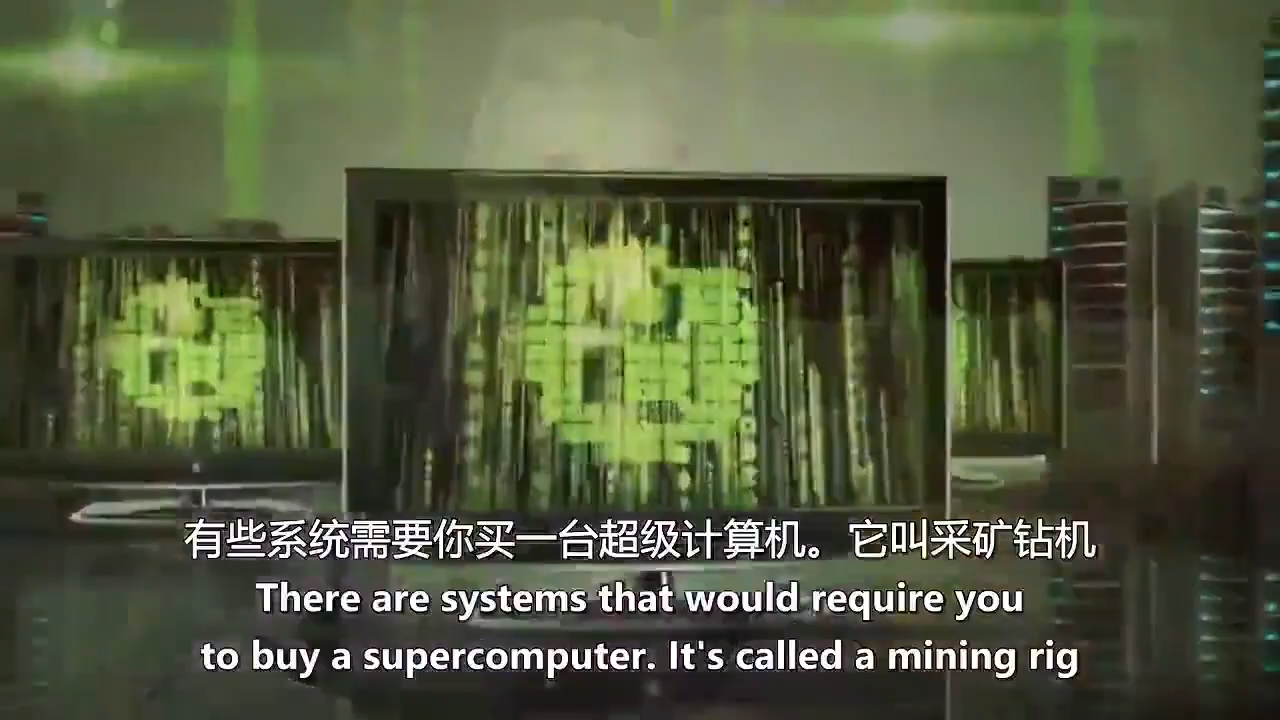 有些系统需要你买一台超级计算机。它叫采矿钻机
There are systems that would require you
to buy a supercomputer. It's called a mining rig